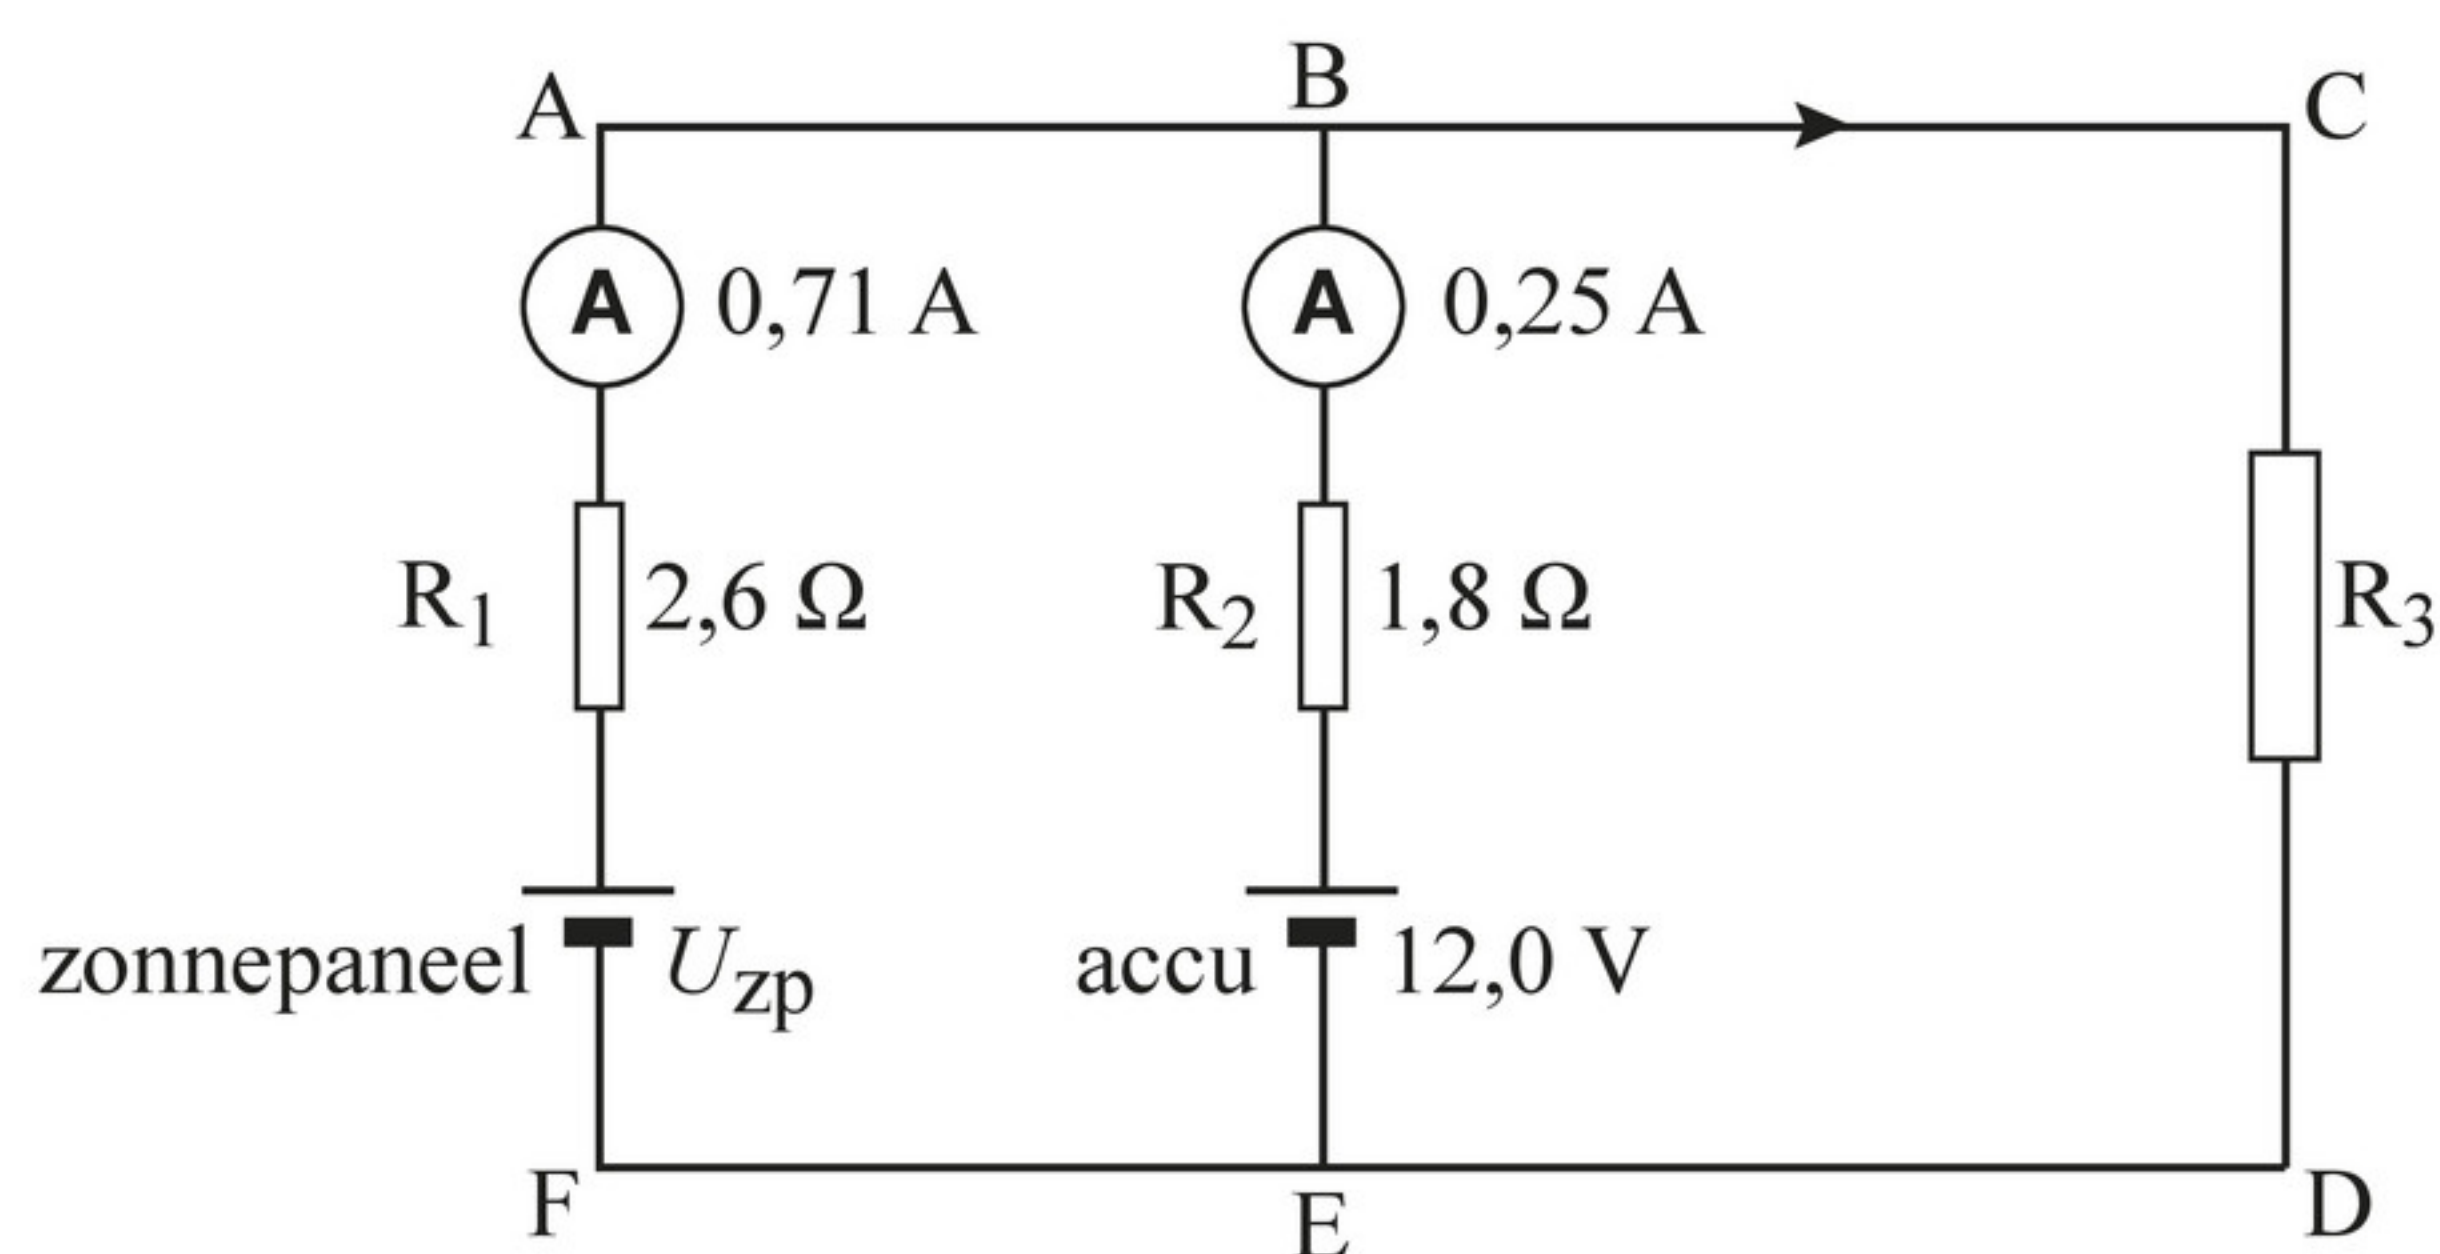 A
B
C
A 0,71 A
A 0,25 A
R1 2,6 Ω
R2 1,8 Ω
R3
zonnepaneel Uzp
accu 12,0 V
F
E
D